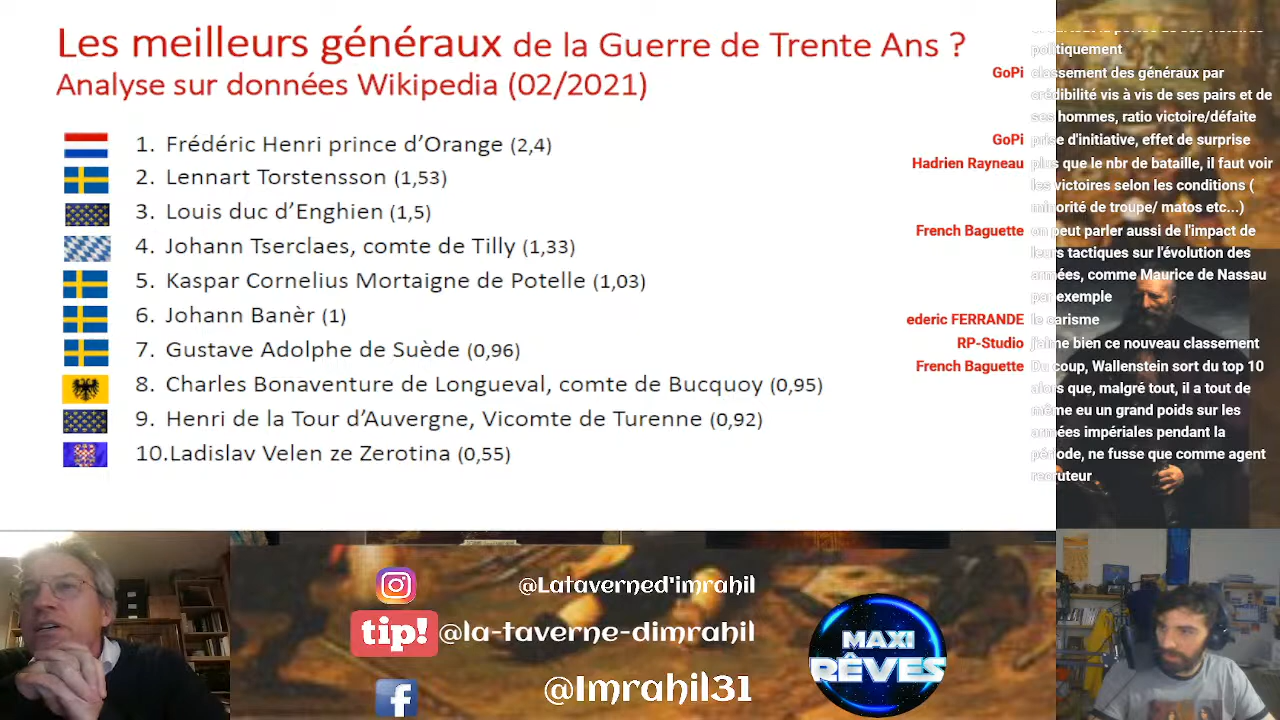 Les meilleurs généraux de la Guerre de Trente Ans ?
Analyse sur données Wikipedia (02/2021)
1. Frédéric Henri prince d'Orange (2,4)
2. Lennart Torstensson (1,53)
3. Louis duc d'Enghien (1,5)
4. Johann Tserclaes, comte de Tilly (1,33)
5. Kaspar Cornelius Mortaigne de Potelle (1,03)
6. Johann Banèr (1)
7. Gustave Adolphe de Suède (0,96)
8. Charles Bonaventure de Longueval, comte de Bucquoy (0,95)
9. Henri de la Tour d'Auvergne, Vicomte de Turenne (0,92)
10.Ladislav Velen ze Zerotina (0,55)
politiquement
GoPi classement des généraux par
crédibilité vis à vis de ses pairs et de
ses hommes, ratio victoire/défaite
GoPi prise d'initiative, effet de surprise
Hadrien Rayneau plus que le nbr de bataille, il faut voir
les victoires selon les conditions (
minorité de troupe/ matos etc...)
French Baguette on peut parler aussi de l'impact de
leurs tactiques sur l'évolution des
armées, comme Maurice de Nassau
par exemple
ederic FERRANDE le carisme
RP-Studio j'aime bien ce nouveau classement
French Baguette Du coup, Wallenstein sort du top 10
alors que, malgré tout, il a tout de
même eu un grand poids sur les
armées impériales pendant la
période, ne fusse que comme agent
recruteur
@Lataverned'imrahil
tip! @la-taverne-dimrahil
@Imrahil31
MAXI
RÊVES